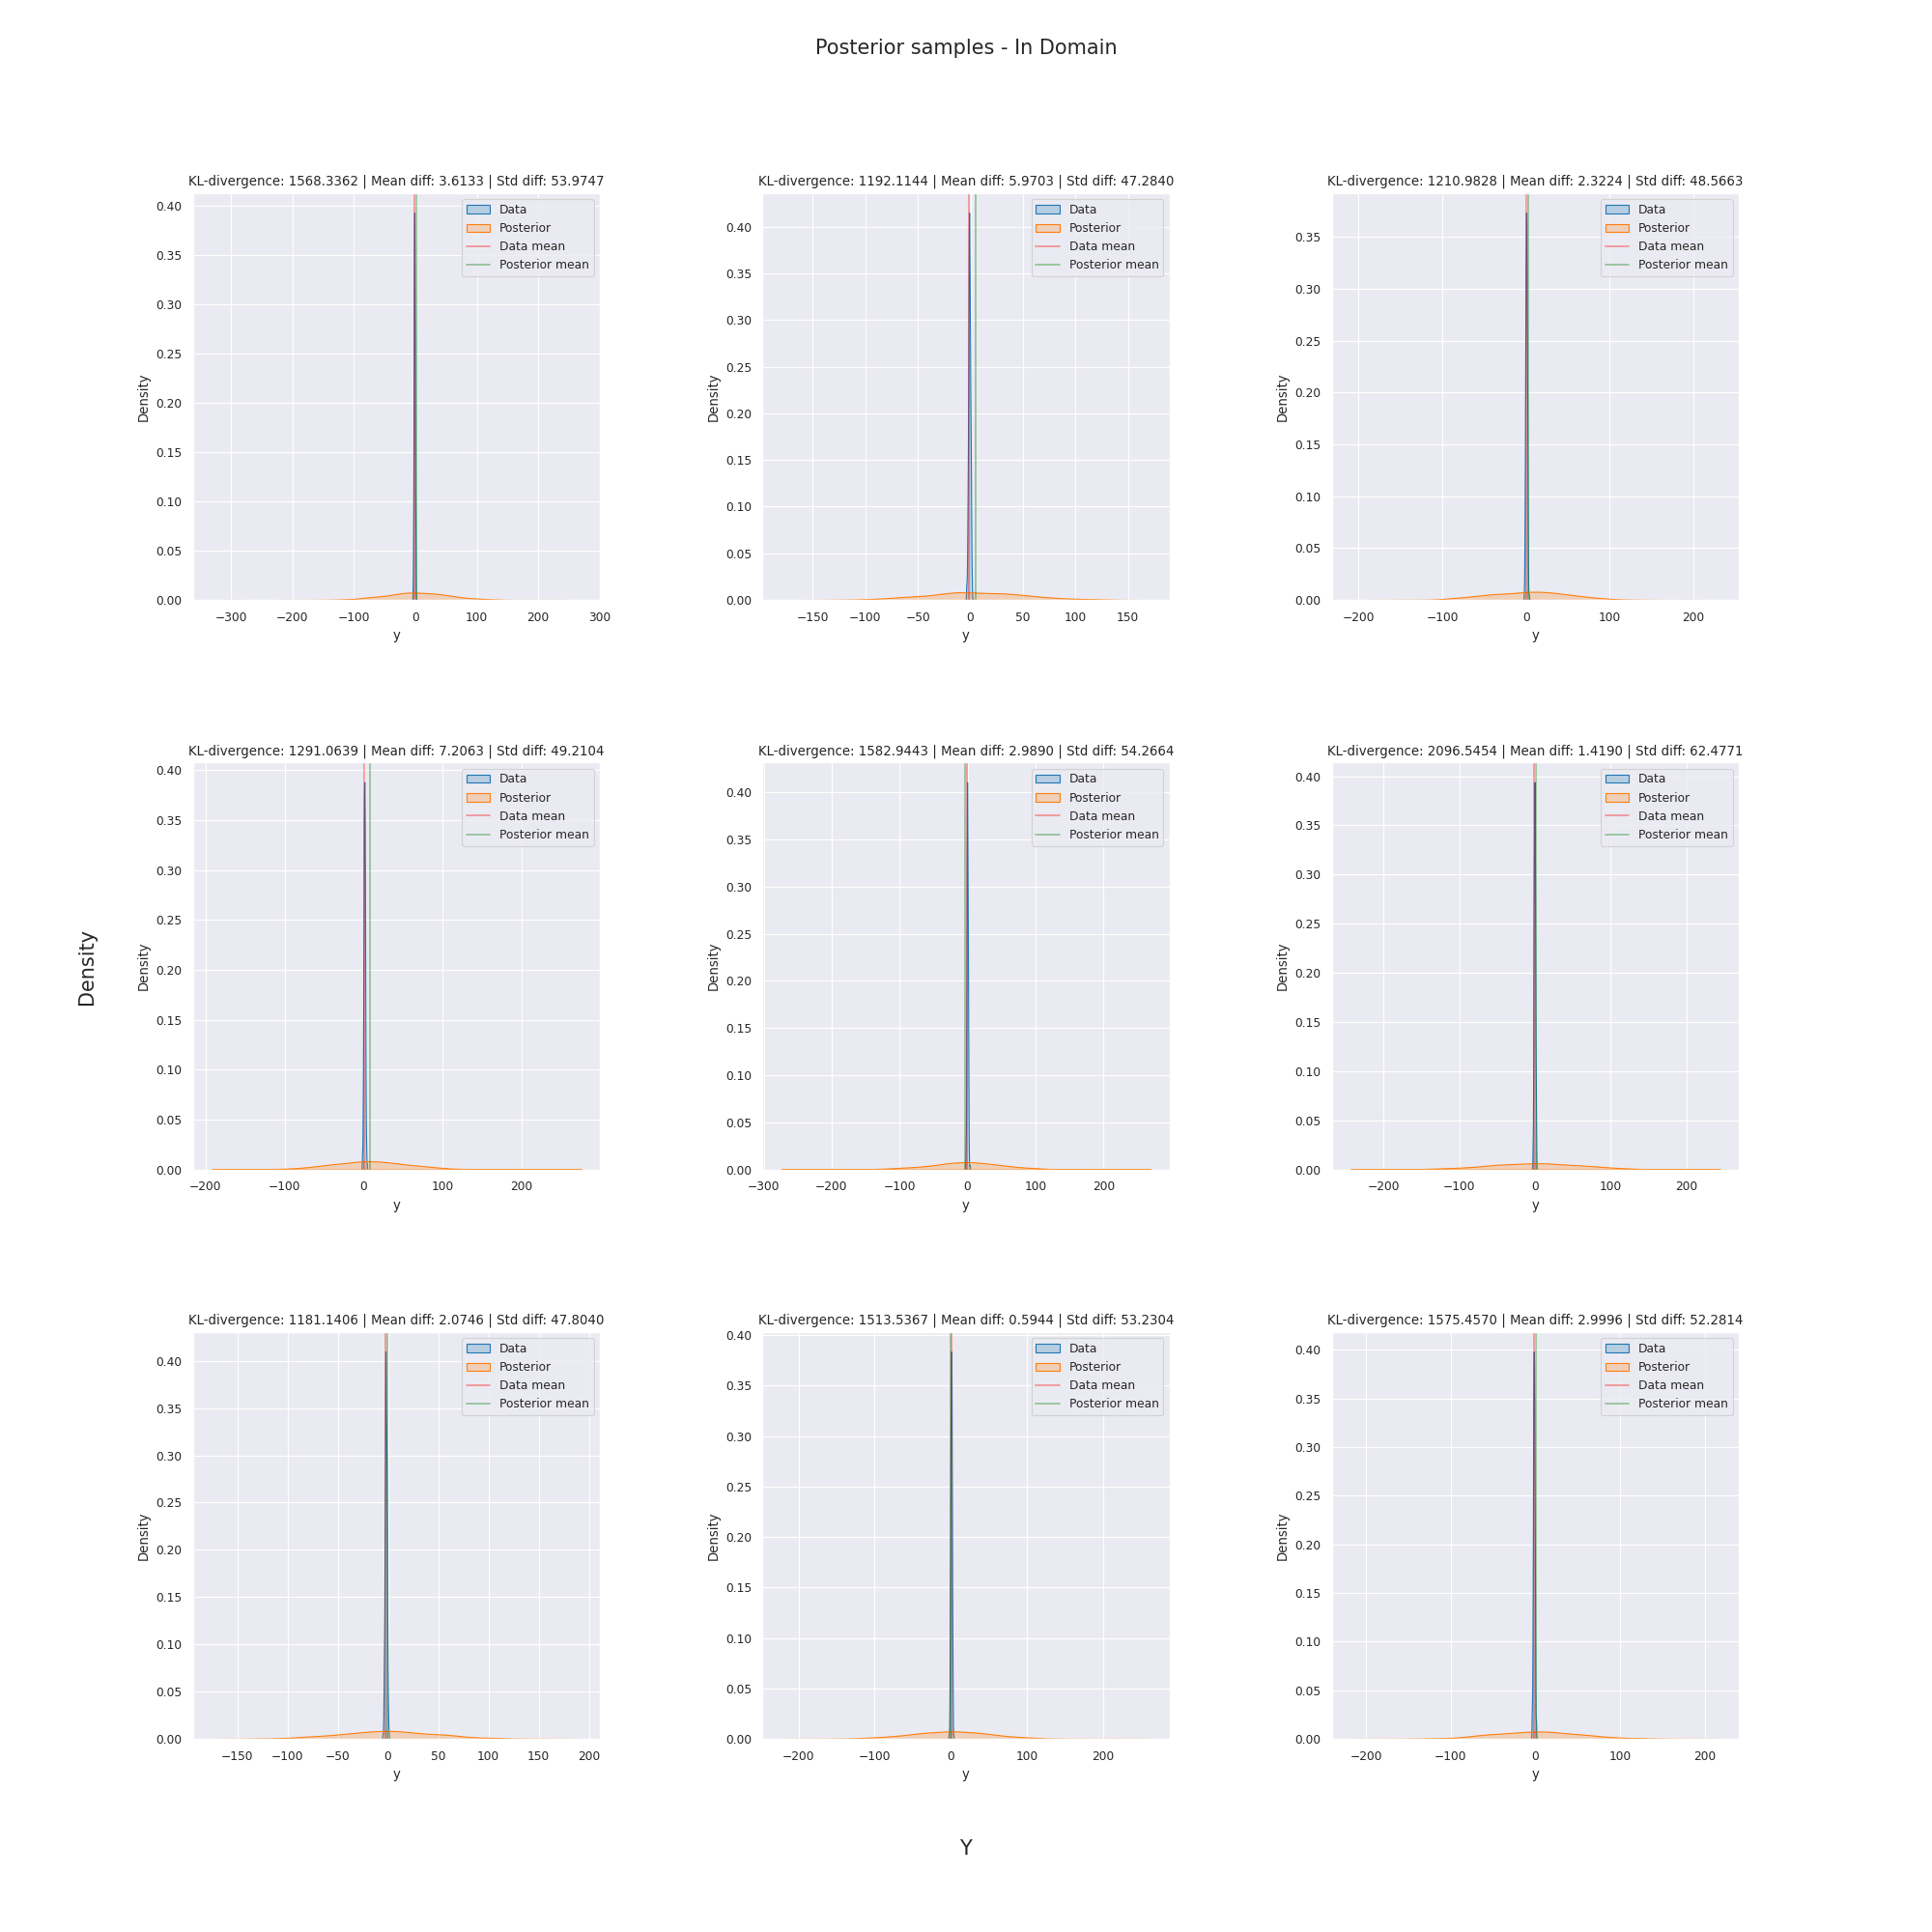 Posterior samples - In Domain
KL-divergence: 1568.3362 | Mean diff: 3.6133 | Std diff: 53.9747
Data
Posterior
Data mean
Posterior mean
0.40
0.35
0.30
0.25
0.20
0.15
0.10
0.05
0.00
Density
−300 −200 −100 0 100 200 300
y
KL-divergence: 1192.1144 | Mean diff: 5.9703 | Std diff: 47.2840
Data
Posterior
Data mean
Posterior mean
0.40
0.35
0.30
0.25
0.20
0.15
0.10
0.05
0.00
Density
−150 −100 −50 0 50 100 150
y
KL-divergence: 1210.9828 | Mean diff: 2.3224 | Std diff: 48.5663
Data
Posterior
Data mean
Posterior mean
0.35
0.30
0.25
0.20
0.15
0.10
0.05
0.00
Density
−200 −100 0 100 200
y
Density
KL-divergence: 1291.0639 | Mean diff: 7.2063 | Std diff: 49.2104
Data
Posterior
Data mean
Posterior mean
0.40
0.35
0.30
0.25
0.20
0.15
0.10
0.05
0.00
Density
−200 −100 0 100 200
y
KL-divergence: 1582.9443 | Mean diff: 2.9890 | Std diff: 54.2664
Data
Posterior
Data mean
Posterior mean
0.40
0.35
0.30
0.25
0.20
0.15
0.10
0.05
0.00
Density
−300 −200 −100 0 100 200
y
KL-divergence: 2096.5454 | Mean diff: 1.4190 | Std diff: 62.4771
Data
Posterior
Data mean
Posterior mean
0.40
0.35
0.30
0.25
0.20
0.15
0.10
0.05
0.00
Density
−200 −100 0 100 200
y
KL-divergence: 1181.1406 | Mean diff: 2.0746 | Std diff: 47.8040
Data
Posterior
Data mean
Posterior mean
0.40
0.35
0.30
0.25
0.20
0.15
0.10
0.05
0.00
Density
−150 −100 −50 0 50 100 150 200
y
KL-divergence: 1513.5367 | Mean diff: 0.5944 | Std diff: 53.2304
Data
Posterior
Data mean
Posterior mean
0.40
0.35
0.30
0.25
0.20
0.15
0.10
0.05
0.00
Density
−200 −100 0 100 200
y
KL-divergence: 1575.4570 | Mean diff: 2.9996 | Std diff: 52.2814
Data
Posterior
Data mean
Posterior mean
0.40
0.35
0.30
0.25
0.20
0.15
0.10
0.05
0.00
Density
−200 −100 0 100 200
y
Y